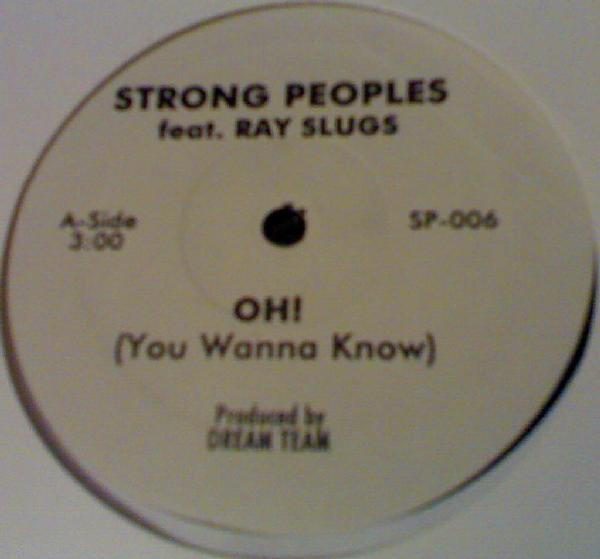 STRONG PEOPLES
feat. RAY SLUGS
A-Side
3:00
SP-006
OH!
(You Wanna Know)
Produced by
DREAM TEAM